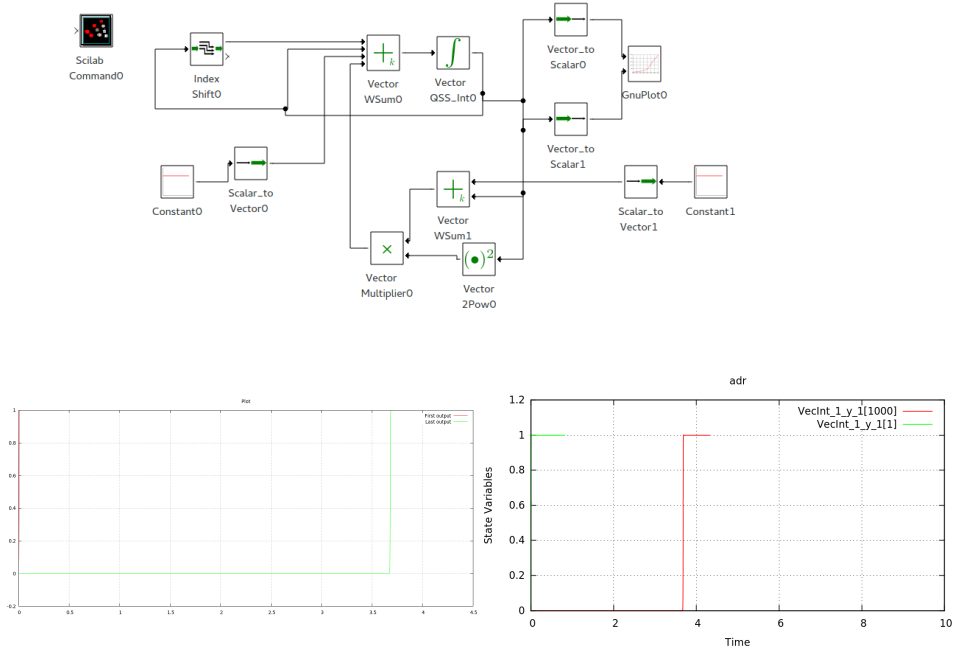 Scilab
Command0
Index
Shift0
+k
Vector
WSum0
∫
Vector
QSS_Int0
Vector_to
Scalar0
GnuPlot0
Vector_to
Scalar1
Constant0
Scalar_to
Vector0
+k
Vector
WSum1
Scalar_to
Vector1
Constant1
×
Vector
Multiplier0
(•)2
Vector
2Pow0
Plot
First output
Last output
1
0.8
0.6
0.4
0.2
0
-0.2
0 0.5 1 1.5 2 2.5 3 3.5 4 4.5
adr
VecInt_1_y_1[1000]
VecInt_1_y_1[1]
State Variables
1.2
1
0.8
0.6
0.4
0.2
0
0 2 4 6 8 10
Time